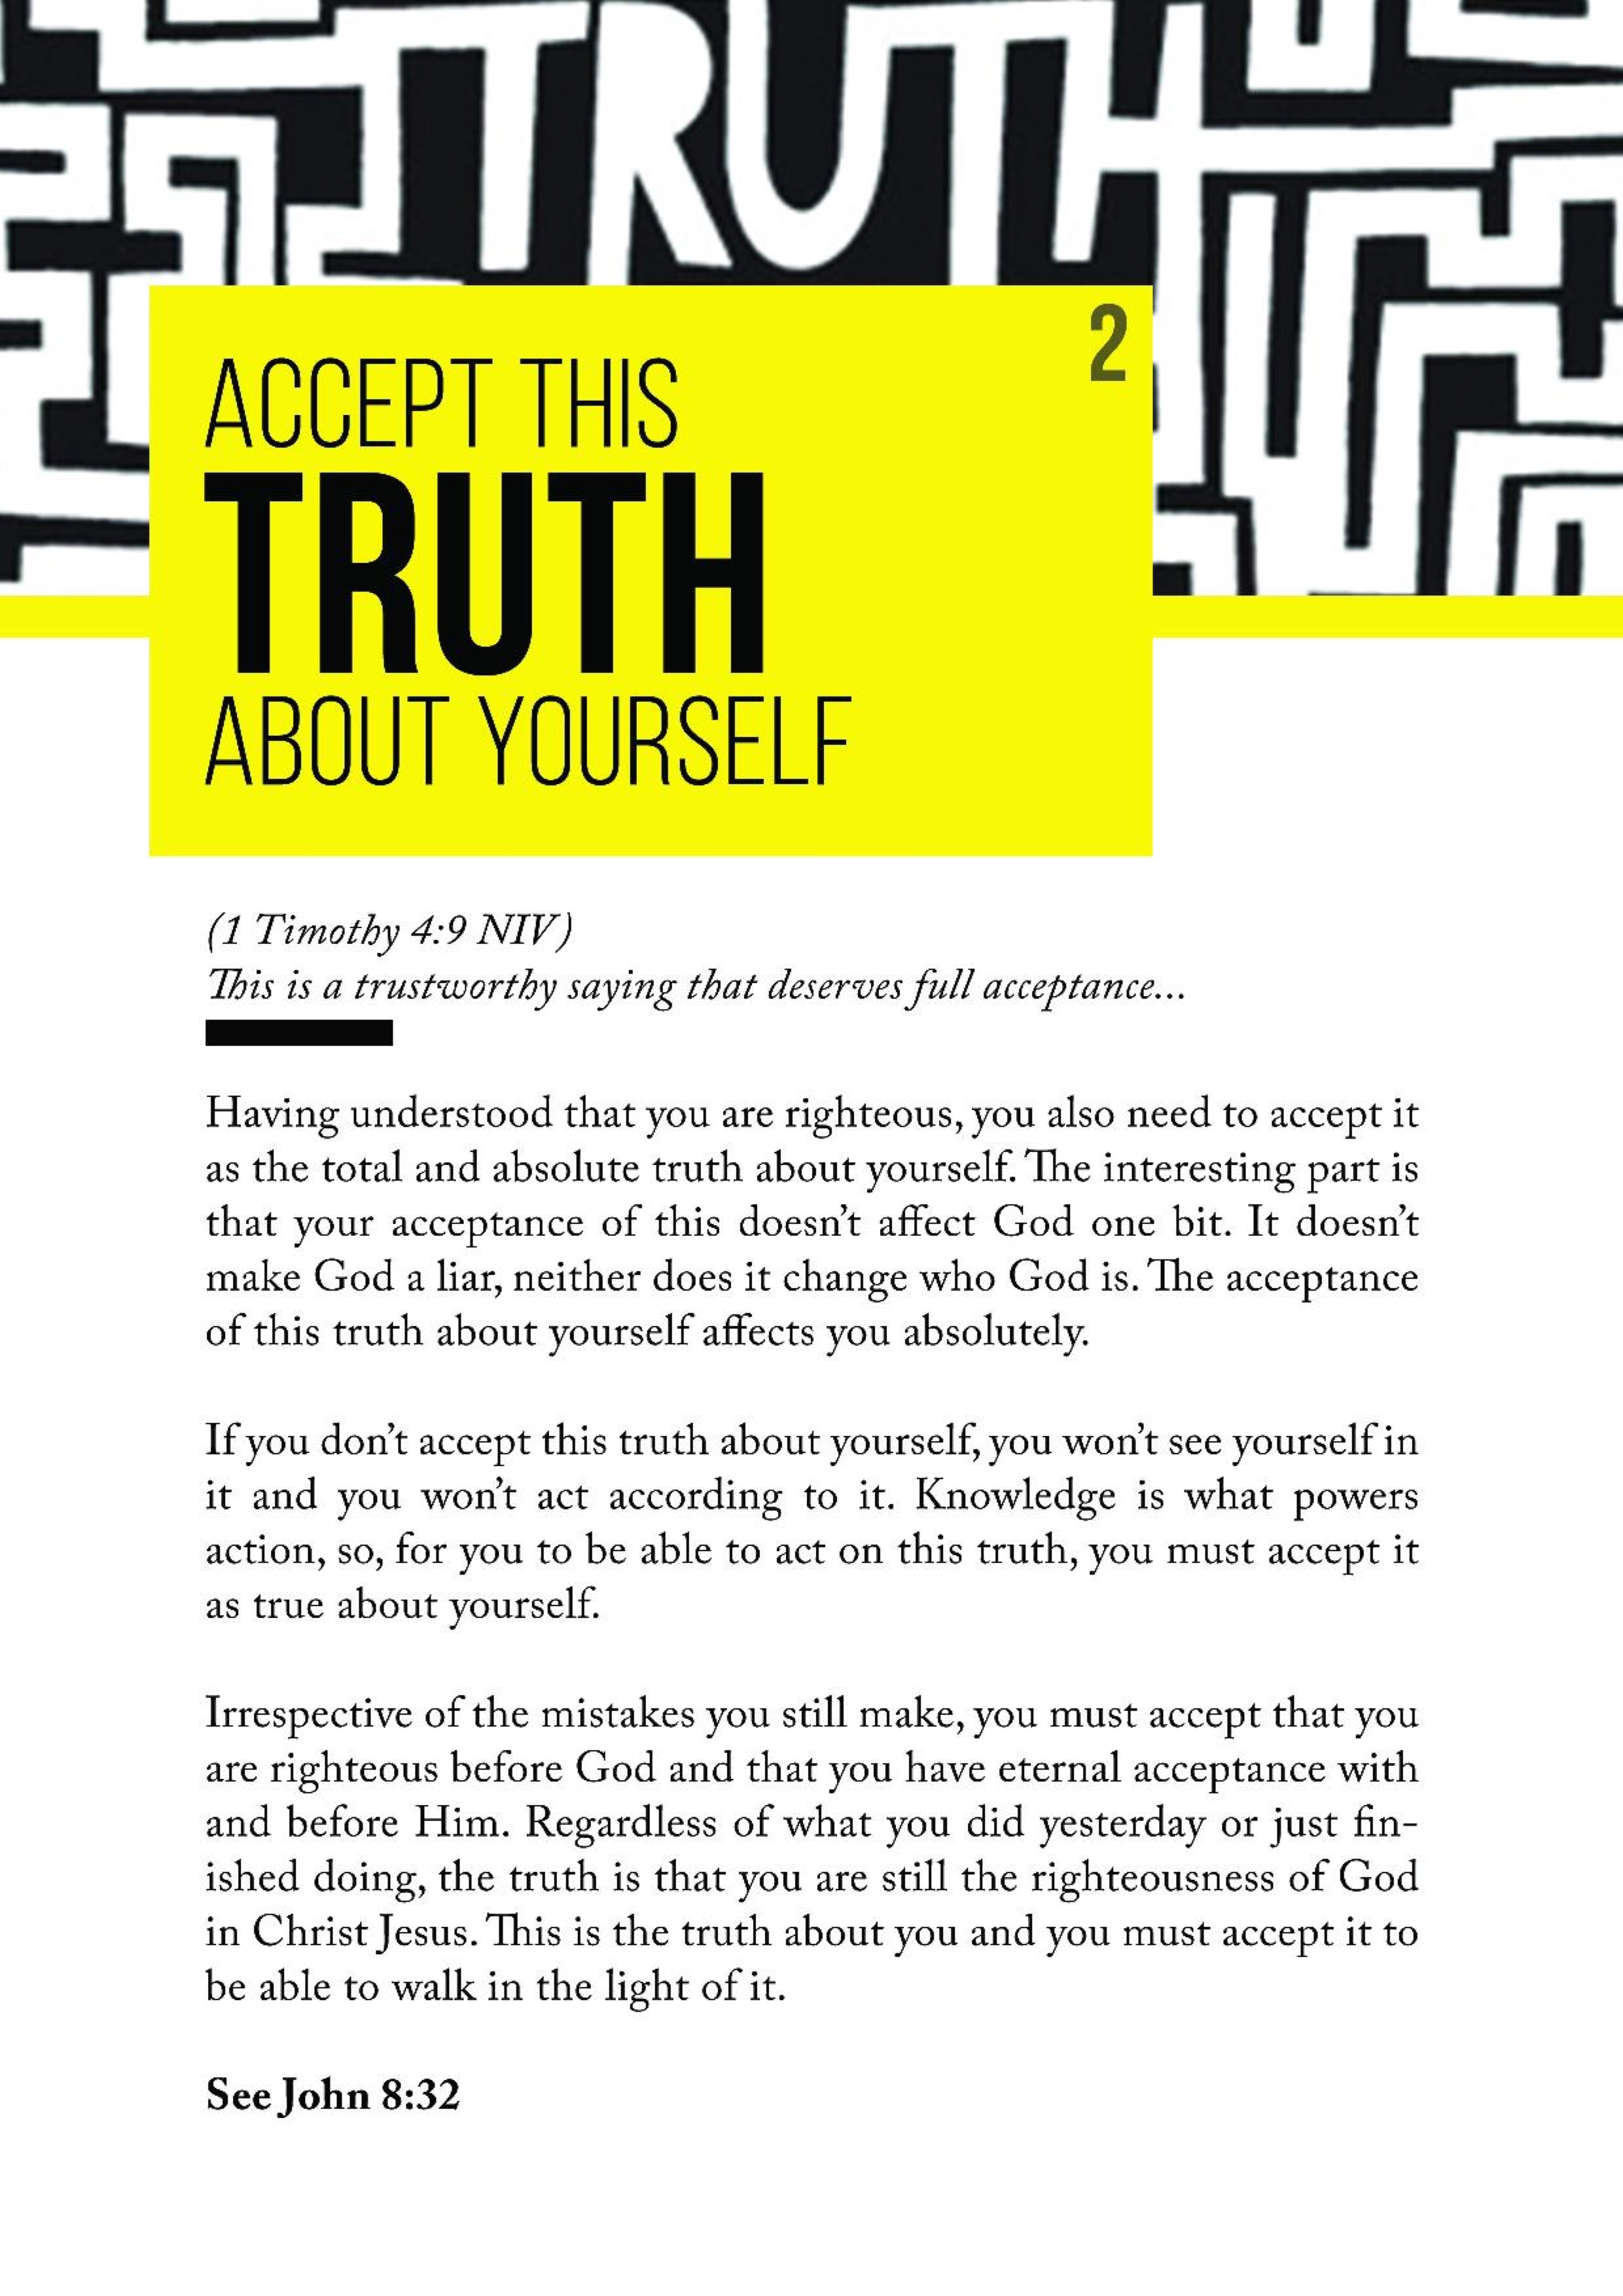 TRUTH
2
ACCEPT THIS
TRUTH
ABOUT YOURSELF
(1 Timothy 4:9 NIV)
This is a trustworthy saying that deserves full acceptance...
Having understood that you are righteous, you also need to accept it
as the total and absolute truth about yourself. The interesting part is
that your acceptance of this doesn’t affect God one bit. It doesn’t
make God a liar, neither does it change who God is. The acceptance
of this truth about yourself affects you absolutely.
If you don’t accept this truth about yourself, you won’t see yourself in
it and you won’t act according to it. Knowledge is what powers
action, so, for you to be able to act on this truth, you must accept it
as true about yourself.
Irrespective of the mistakes you still make, you must accept that you
are righteous before God and that you have eternal acceptance with
and before Him. Regardless of what you did yesterday or just fin-
ished doing, the truth is that you are still the righteousness of God
in Christ Jesus. This is the truth about you and you must accept it to
be able to walk in the light of it.
See John 8:32